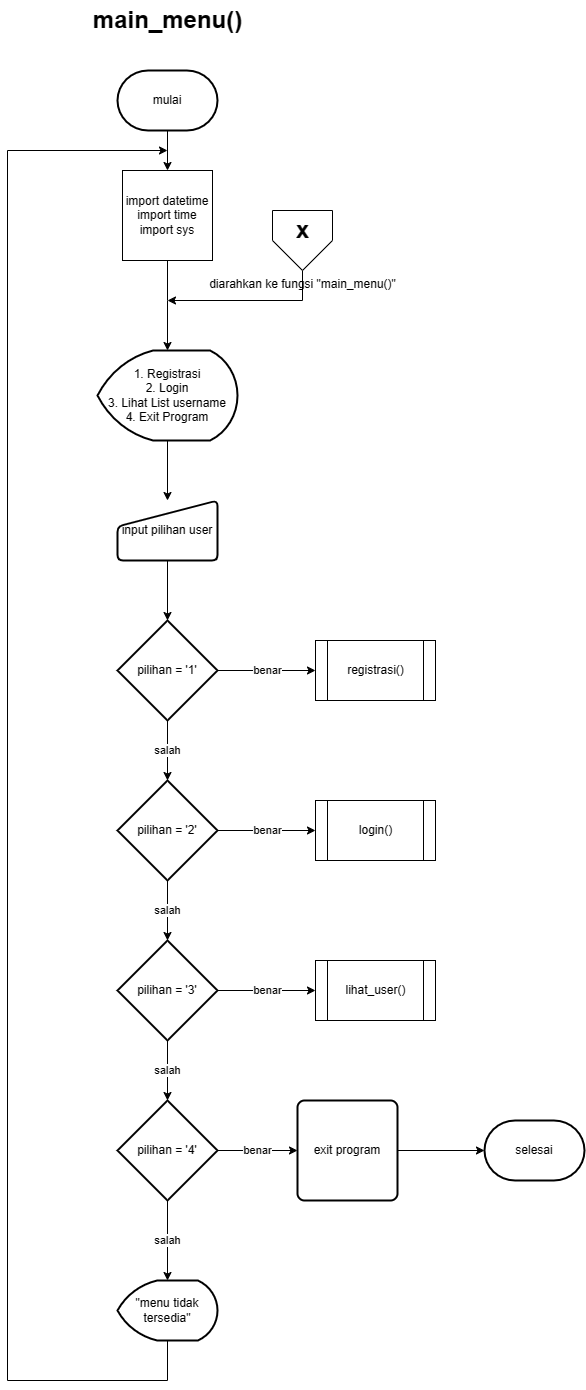 main_menu()
mulai
import datetime
import time
import sys
x
diarahkan ke fungsi "main_menu()"
1. Registrasi
2. Login
3. Lihat List username
4. Exit Program
input pilihan user
pilihan = '1'
benar
registrasi()
salah
pilihan = '2'
benar
login()
salah
pilihan = '3'
benar
lihat_user()
salah
pilihan = '4'
benar
exit program
selesai
salah
"menu tidak
tersedia"